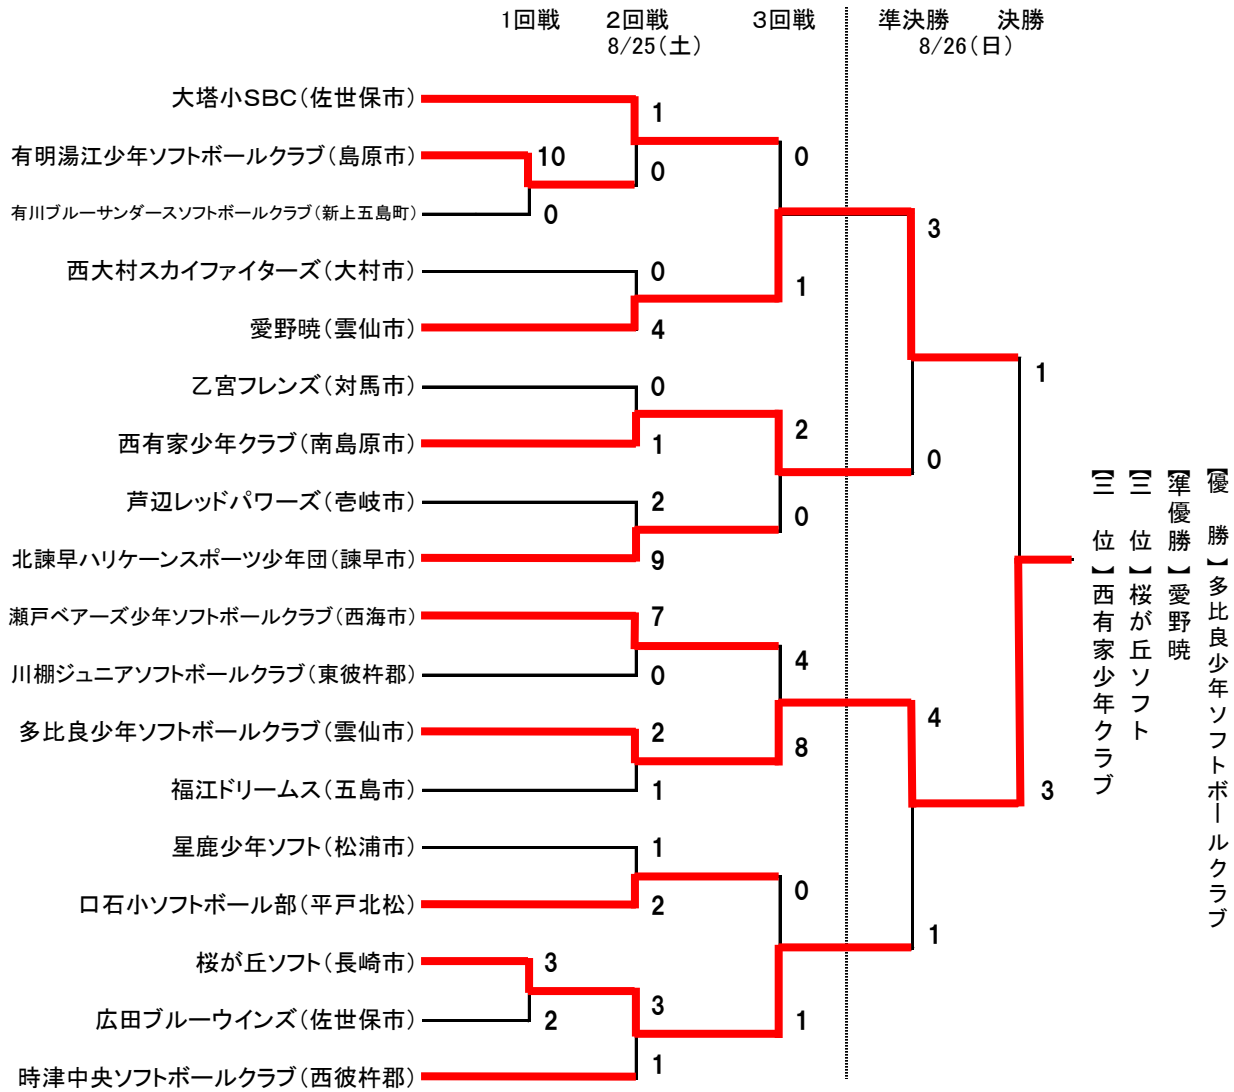 1回戦 2回戦 3回戦 準決勝 決勝
8/25(土) 8/26(日)
大塔小SBC(佐世保市)
1
有明湯江少年ソフトボールクラブ(島原市)
10
0
0
有川ブルーサンダースソフトボールクラブ(新上五島町)
0
3
西大村スカイファイターズ(大村市)
0
1
愛野暁(雲仙市)
4
乙宮フレンズ(対馬市)
0
1
西有家少年クラブ(南島原市)
1
2
0
芦辺レッドパワーズ(壱岐市)
2
0
北諫早ハリケーンスポーツ少年団(諫早市)
9
瀬戸ベアーズ少年ソフトボールクラブ(西海市)
7
川棚ジュニアソフトボールクラブ(東彼杵郡)
0
4
多比良少年ソフトボールクラブ(雲仙市)
2
8
4
福江ドリームス(五島市)
1
3
星鹿少年ソフト(松浦市)
1
口石小ソフトボール部(平戸北松)
2
0
桜が丘ソフト(長崎市)
3
1
広田ブルーウインズ(佐世保市)
2
3
1
時津中央ソフトボールクラブ(西彼杵郡)
1
【優 勝】多比良少年ソフトボールクラブ
【準優勝】愛野暁
【三 位】桜が丘ソフト
【三 位】西有家少年クラブ